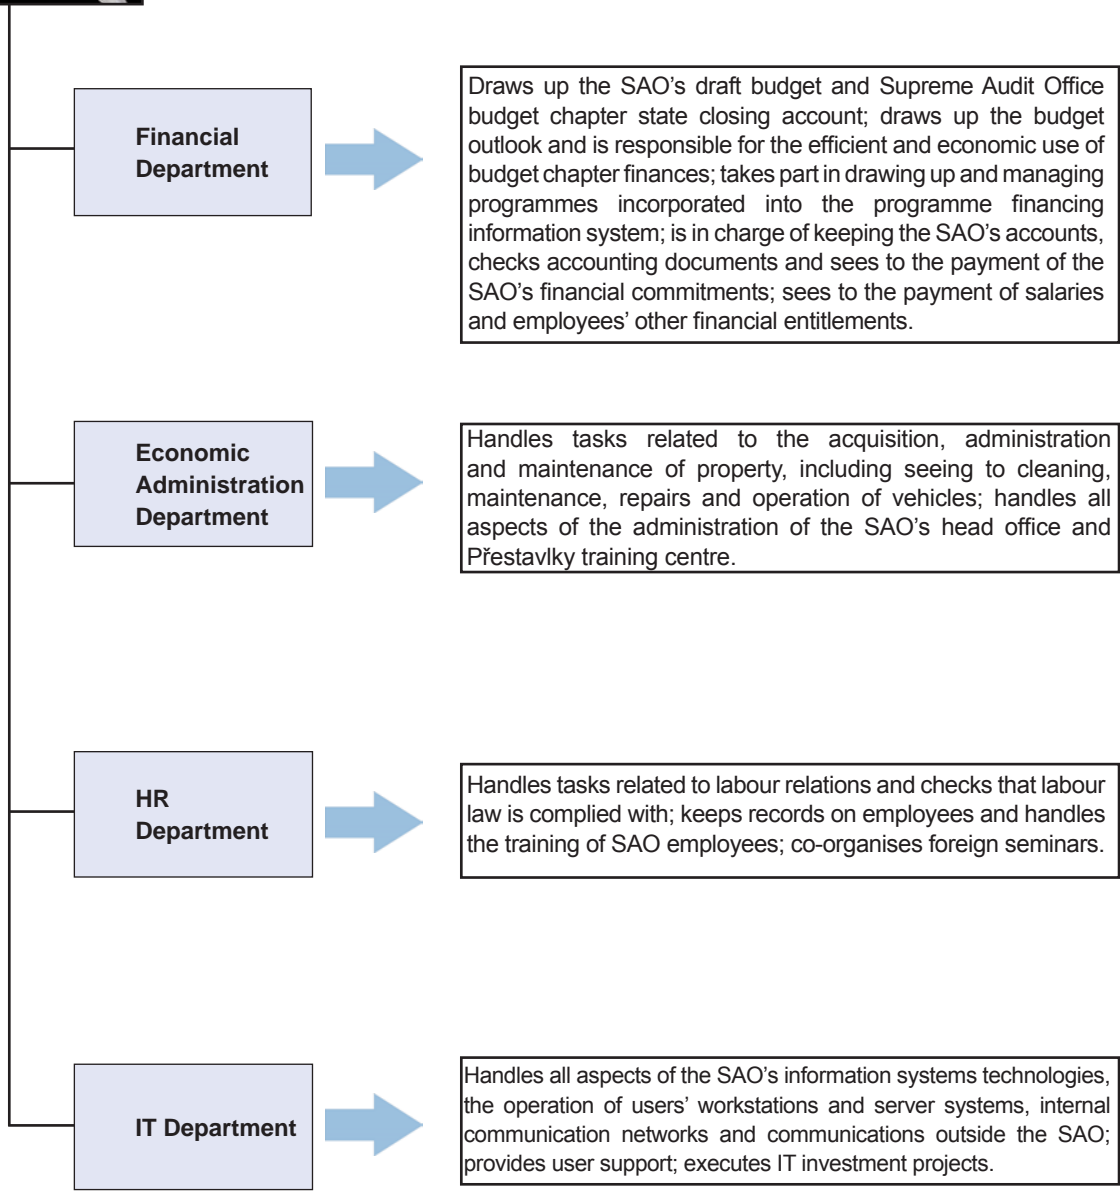 Financial
Department
Draws up the SAO's draft budget and Supreme Audit Office
budget chapter state closing account; draws up the budget
outlook and is responsible for the efficient and economic use of
budget chapter finances; takes part in drawing up and managing
programmes incorporated into the programme financing
information system; is in charge of keeping the SAO's accounts,
checks accounting documents and sees to the payment of the
SAO's financial commitments; sees to the payment of salaries
and employees' other financial entitlements.
Economic
Administration
Department
Handles tasks related to the acquisition, administration
and maintenance of property, including seeing to cleaning,
maintenance, repairs and operation of vehicles; handles all
aspects of the administration of the SAO's head office and
Přestavlky training centre.
HR
Department
Handles tasks related to labour relations and checks that labour
law is complied with; keeps records on employees and handles
the training of SAO employees; co-organises foreign seminars.
IT Department
Handles all aspects of the SAO's information systems technologies,
the operation of users' workstations and server systems, internal
communication networks and communications outside the SAO;
provides user support; executes IT investment projects.